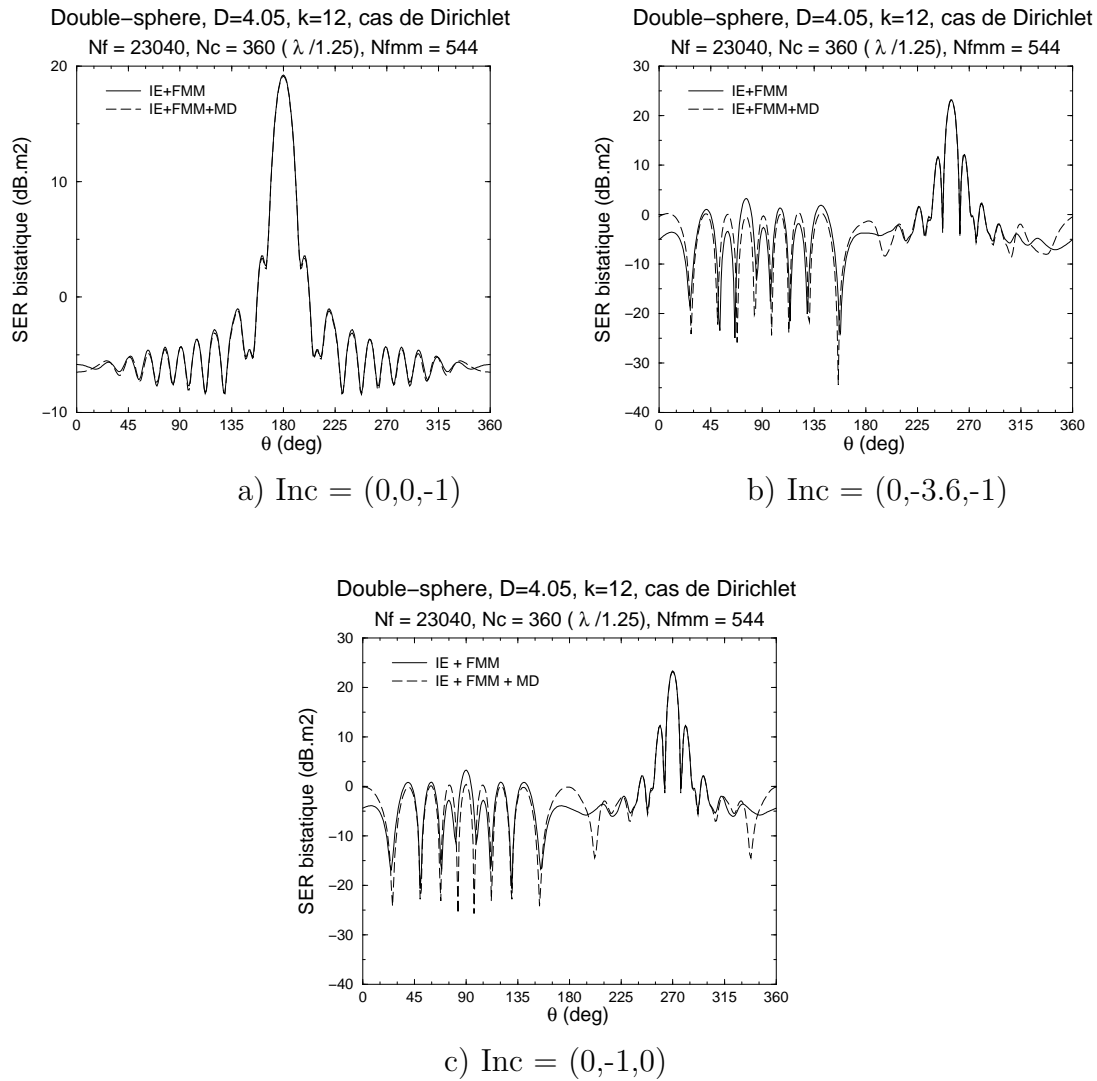 Double−sphere, D=4.05, k=12, cas de Dirichlet
Nf = 23040, Nc = 360 ( λ /1.25), Nfmm = 544
20
10
0
−10
SER bistatique (dB.m2)
IE+FMM
IE+FMM+MD
0 45 90 135 180 225 270 315 360
θ (deg)
a) Inc = (0,0,-1)
Double−sphere, D=4.05, k=12, cas de Dirichlet
Nf = 23040, Nc = 360 ( λ /1.25), Nfmm = 544
30
20
10
0
−10
−20
−30
−40
SER bistatique (dB.m2)
IE+FMM
IE+FMM+MD
0 45 90 135 180 225 270 315 360
θ (deg)
b) Inc = (0,-3.6,-1)
Double−sphere, D=4.05, k=12, cas de Dirichlet
Nf = 23040, Nc = 360 ( λ /1.25), Nfmm = 544
30
20
10
0
−10
−20
−30
−40
SER bistatique (dB.m2)
IE + FMM
IE + FMM + MD
0 45 90 135 180 225 270 315 360
θ (deg)
c) Inc = (0,-1,0)